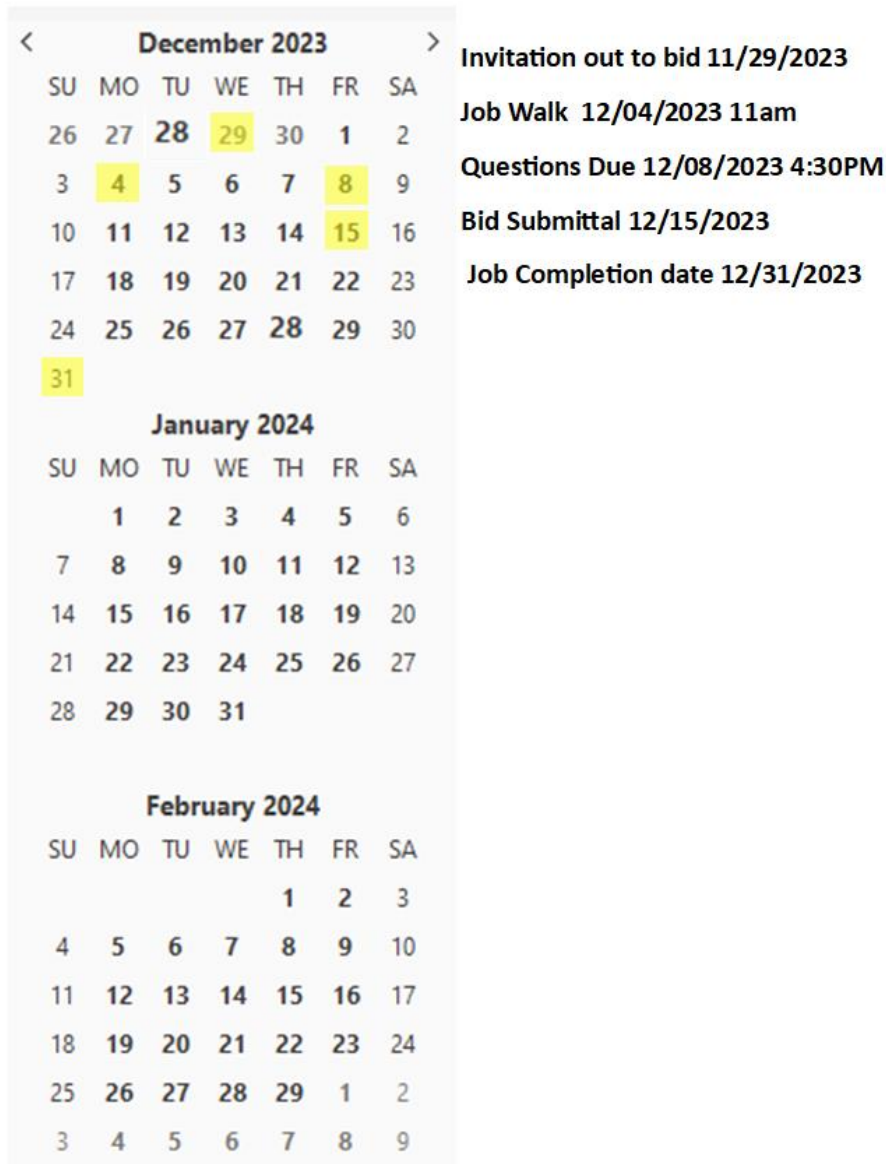 December 2023
SU MO TU WE TH FR SA
26 27 28 29 30 1 2
3 4 5 6 7 8 9
10 11 12 13 14 15 16
17 18 19 20 21 22 23
24 25 26 27 28 29 30
31
January 2024
SU MO TU WE TH FR SA
1 2 3 4 5 6
7 8 9 10 11 12 13
14 15 16 17 18 19 20
21 22 23 24 25 26 27
28 29 30 31
February 2024
SU MO TU WE TH FR SA
1 2 3
4 5 6 7 8 9 10
11 12 13 14 15 16 17
18 19 20 21 22 23 24
25 26 27 28 29 1 2
3 4 5 6 7 8 9
Invitation out to bid 11/29/2023
Job Walk 12/04/2023 11am
Questions Due 12/08/2023 4:30PM
Bid Submittal 12/15/2023
Job Completion date 12/31/2023